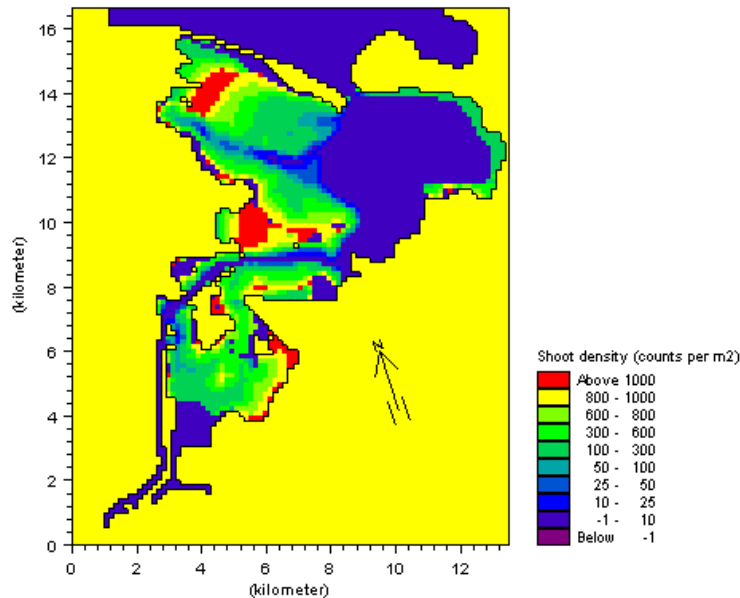 16
14
12
10
8
6
4
2
0
(kilometer)
0 2 4 6 8 10 12
(kilometer)
Shoot density (counts per m2)
Above 1000
800 - 1000
600 - 800
300 - 600
100 - 300
50 - 100
25 - 50
10 - 25
-1 - 10
Below -1
N